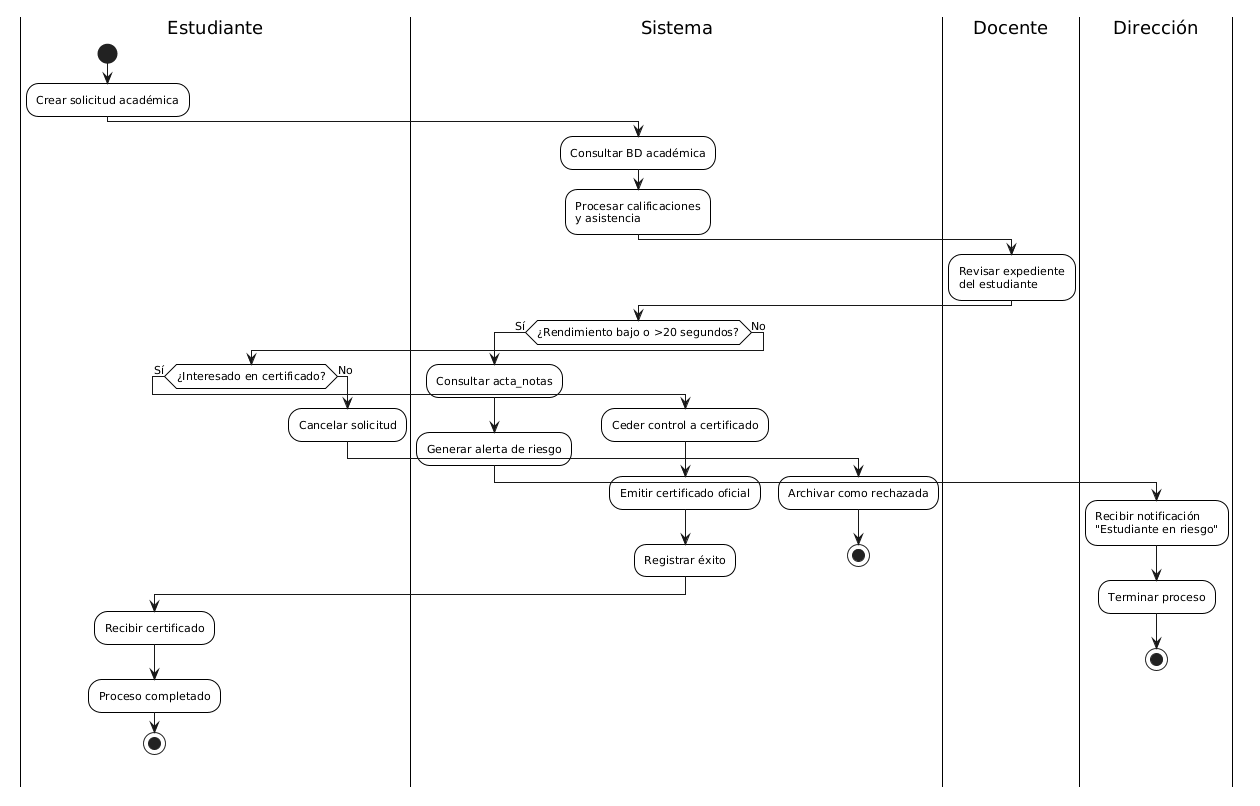 Estudiante
Sistema
Docente
Dirección
Crear solicitud académica
Consultar BD académica
Procesar calificaciones
y asistencia
Revisar expediente
del estudiante
Sí
¿Rendimiento bajo o >20 segundos?
No
Sí
¿Interesado en certificado?
No
Consultar acta_notas
Cancelar solicitud
Ceder control a certificado
Generar alerta de riesgo
Emitir certificado oficial
Archivar como rechazada
Recibir notificación
"Estudiante en riesgo"
Registrar éxito
Terminar proceso
Recibir certificado
Proceso completado